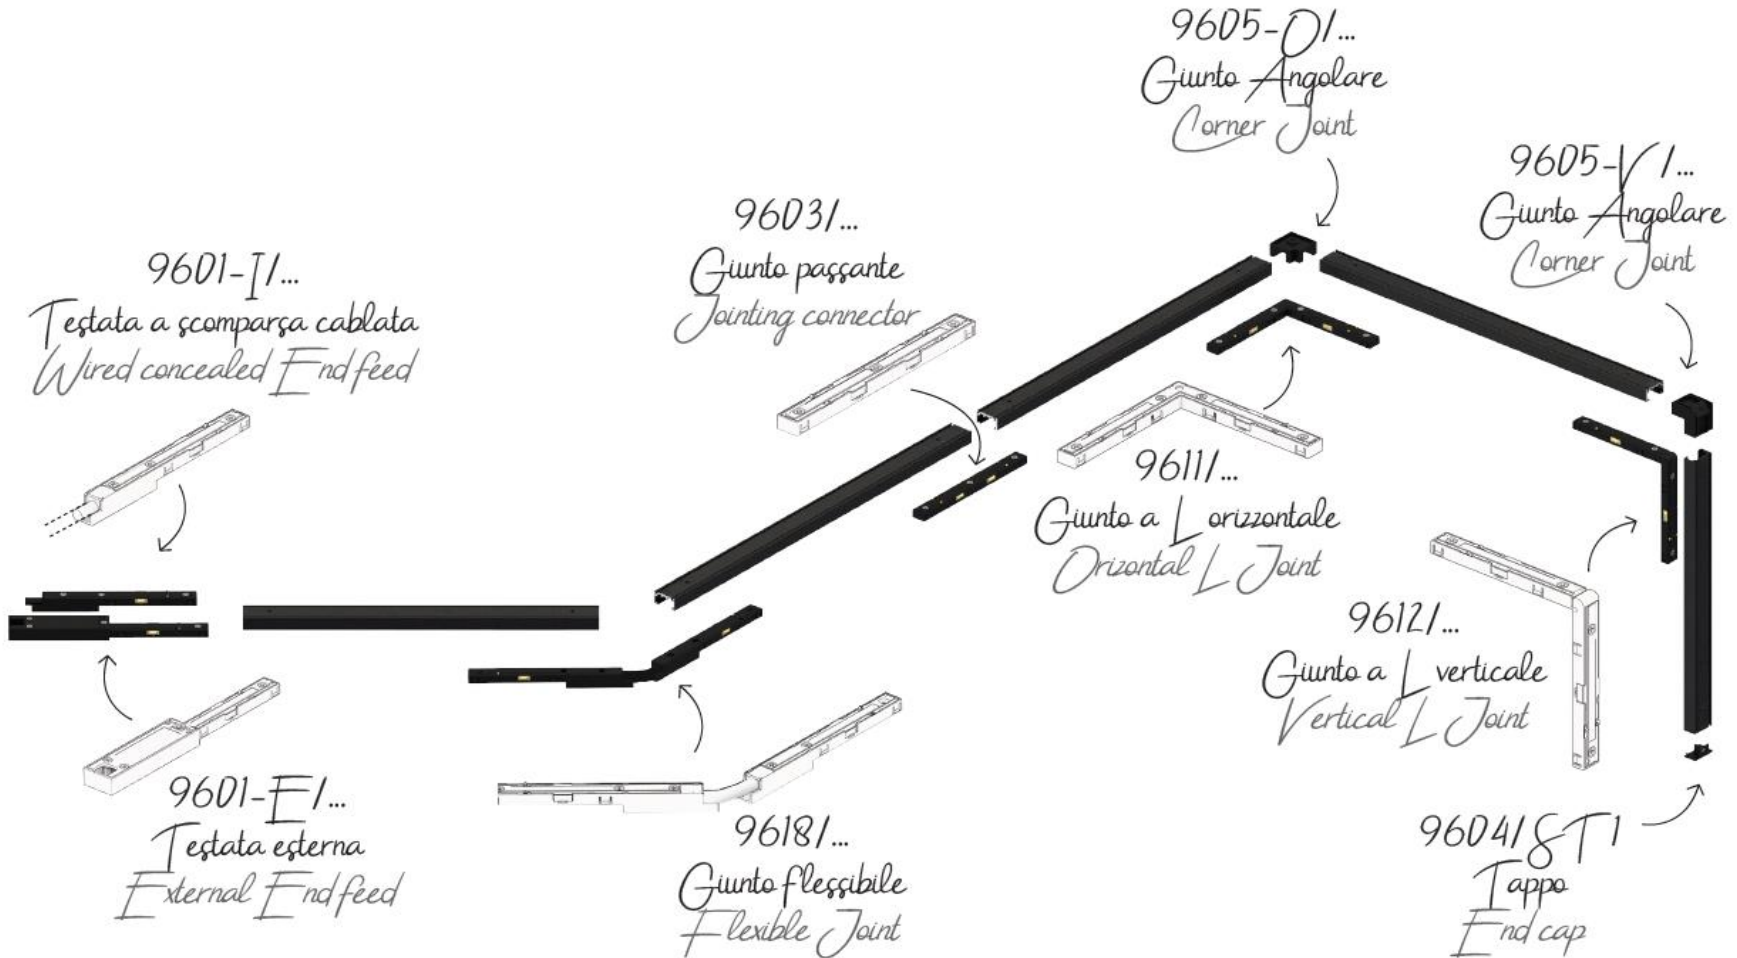 9605-O/...
Giunto Angolare
Corner Joint
9605-V/...
Giunto Angolare
Corner Joint
9603/...
Giunto passante
Jointing connector
9601-I/...
Testata a scomparsa cablata
Wired concealed End feed
9611/...
Giunto a L orizzontale
Orizontal L Joint
9612/...
Giunto a L verticale
Vertical L Joint
9601-E/...
Testata esterna
External End feed
9618/...
Giunto flessibile
Flexible Joint
9604/ST1
Tappo
End cap